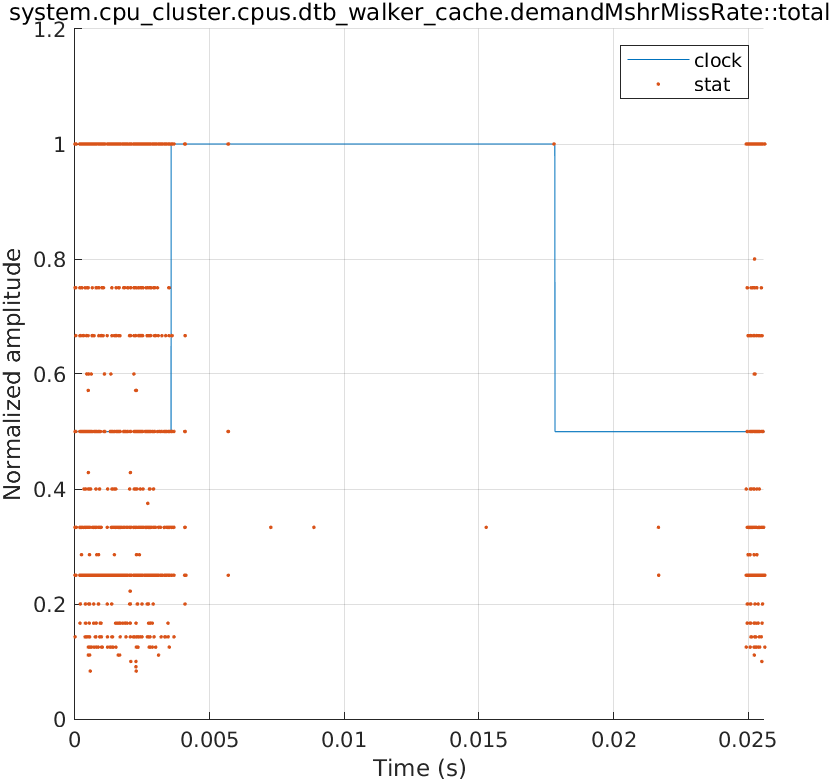 system.cpu_cluster.cpus.dtb_walker_cache.demandMshrMissRate::total
1.2
1
0.8
0.6
0.4
0.2
0
Normalized amplitude
clock
stat
0
0.005
0.01
0.015
0.02
0.025
Time (s)